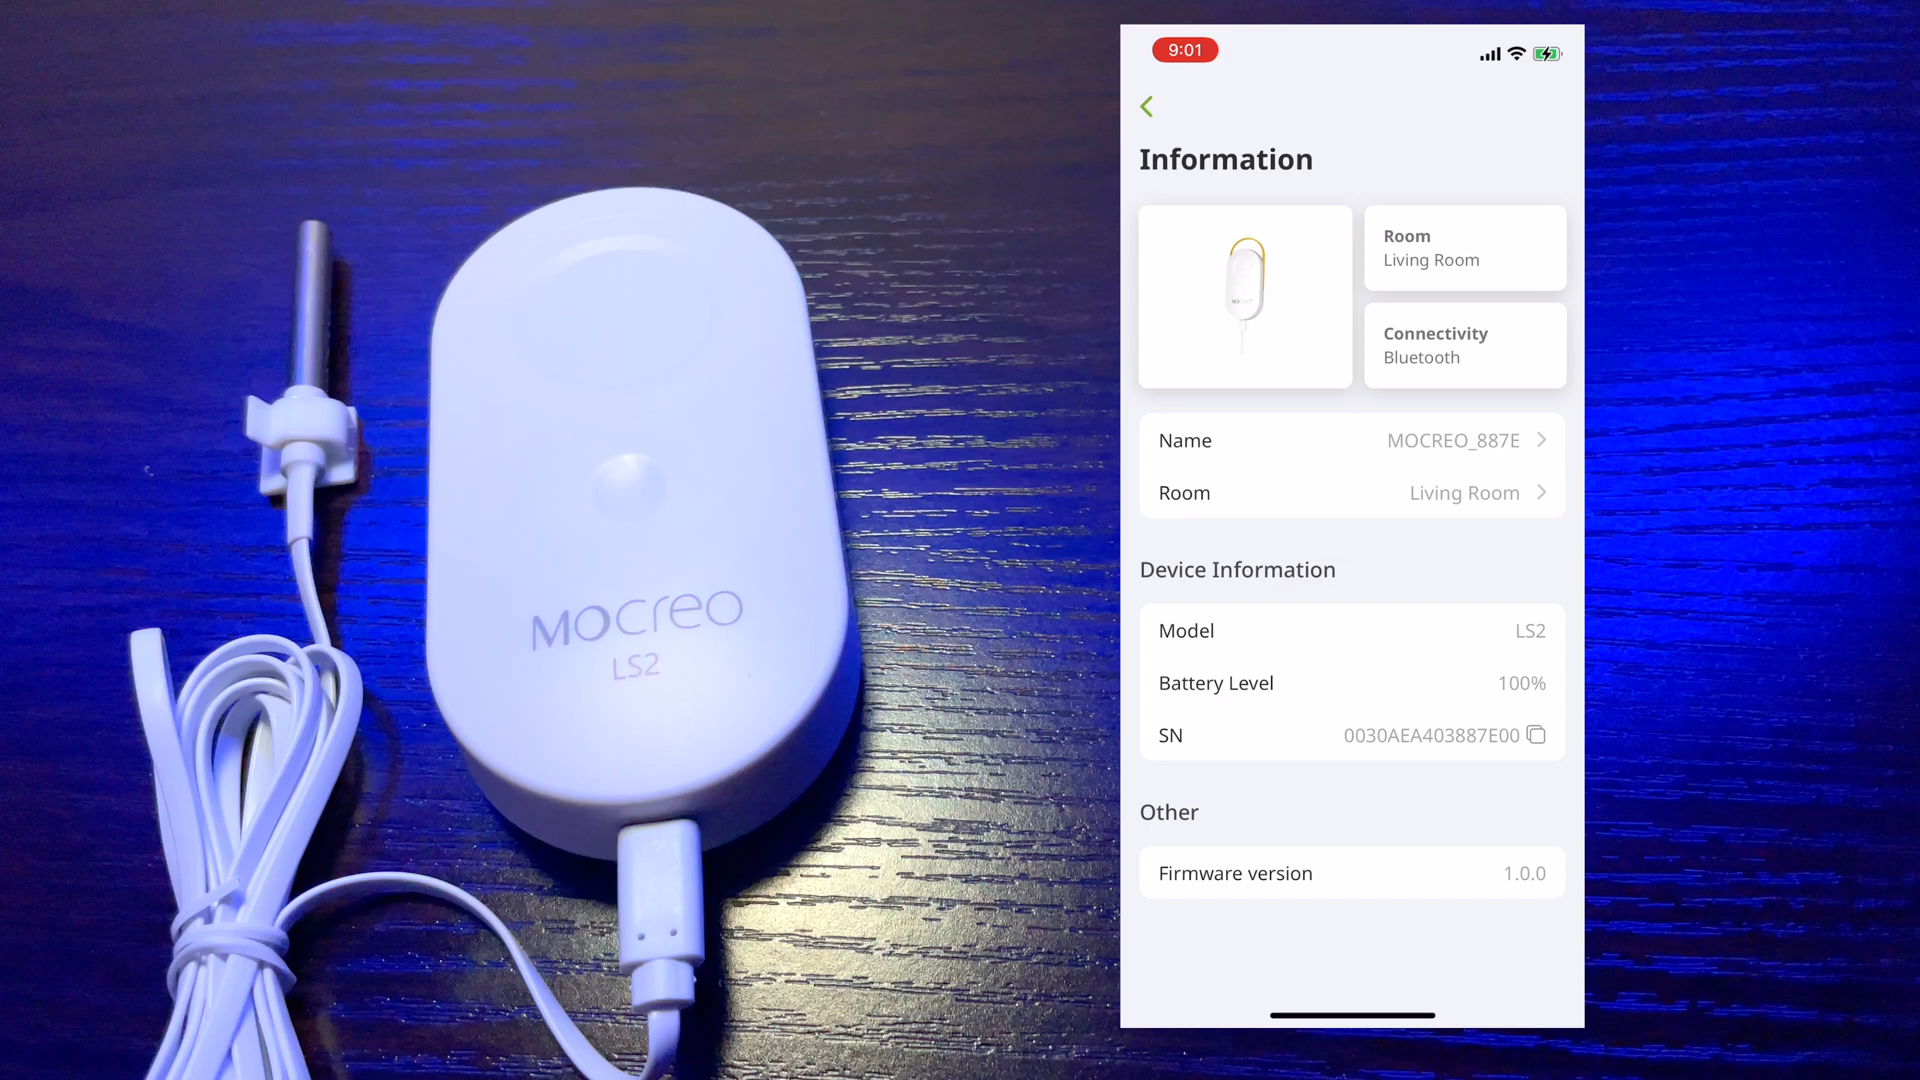 MOCreo
LS2
9:01
Information
Room
Living Room
Connectivity
Bluetooth
Name MOCREO_887E
Room Living Room
Device Information
Model LS2
Battery Level 100%
SN 0030AEA403887E00
Other
Firmware version 1.0.0